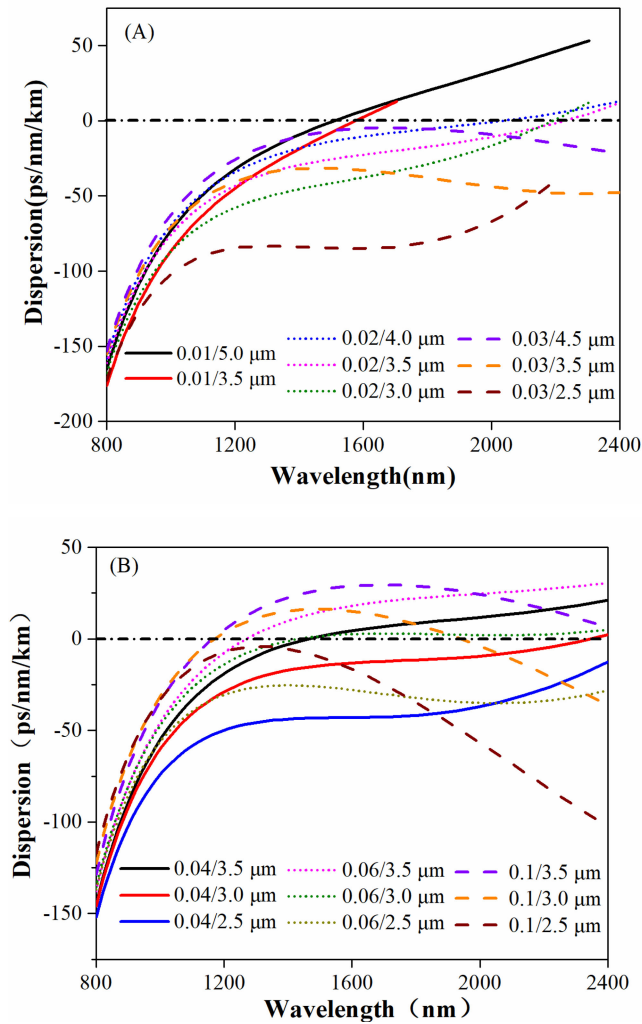 (A)
50
0
-50
-100
-150
-200
Dispersion(ps/nm/km)
0.01/5.0 μm
0.01/3.5 μm
0.02/4.0 μm
0.02/3.5 μm
0.02/3.0 μm
0.03/4.5 μm
0.03/3.5 μm
0.03/2.5 μm
800 1200 1600 2000 2400
Wavelength(nm)
(B)
50
0
-50
-100
-150
Dispersion（ps/nm/km)
0.04/3.5 μm
0.04/3.0 μm
0.04/2.5 μm
0.06/3.5 μm
0.06/3.0 μm
0.06/2.5 μm
0.1/3.5 μm
0.1/3.0 μm
0.1/2.5 μm
800 1200 1600 2000 2400
Wavelength（nm）